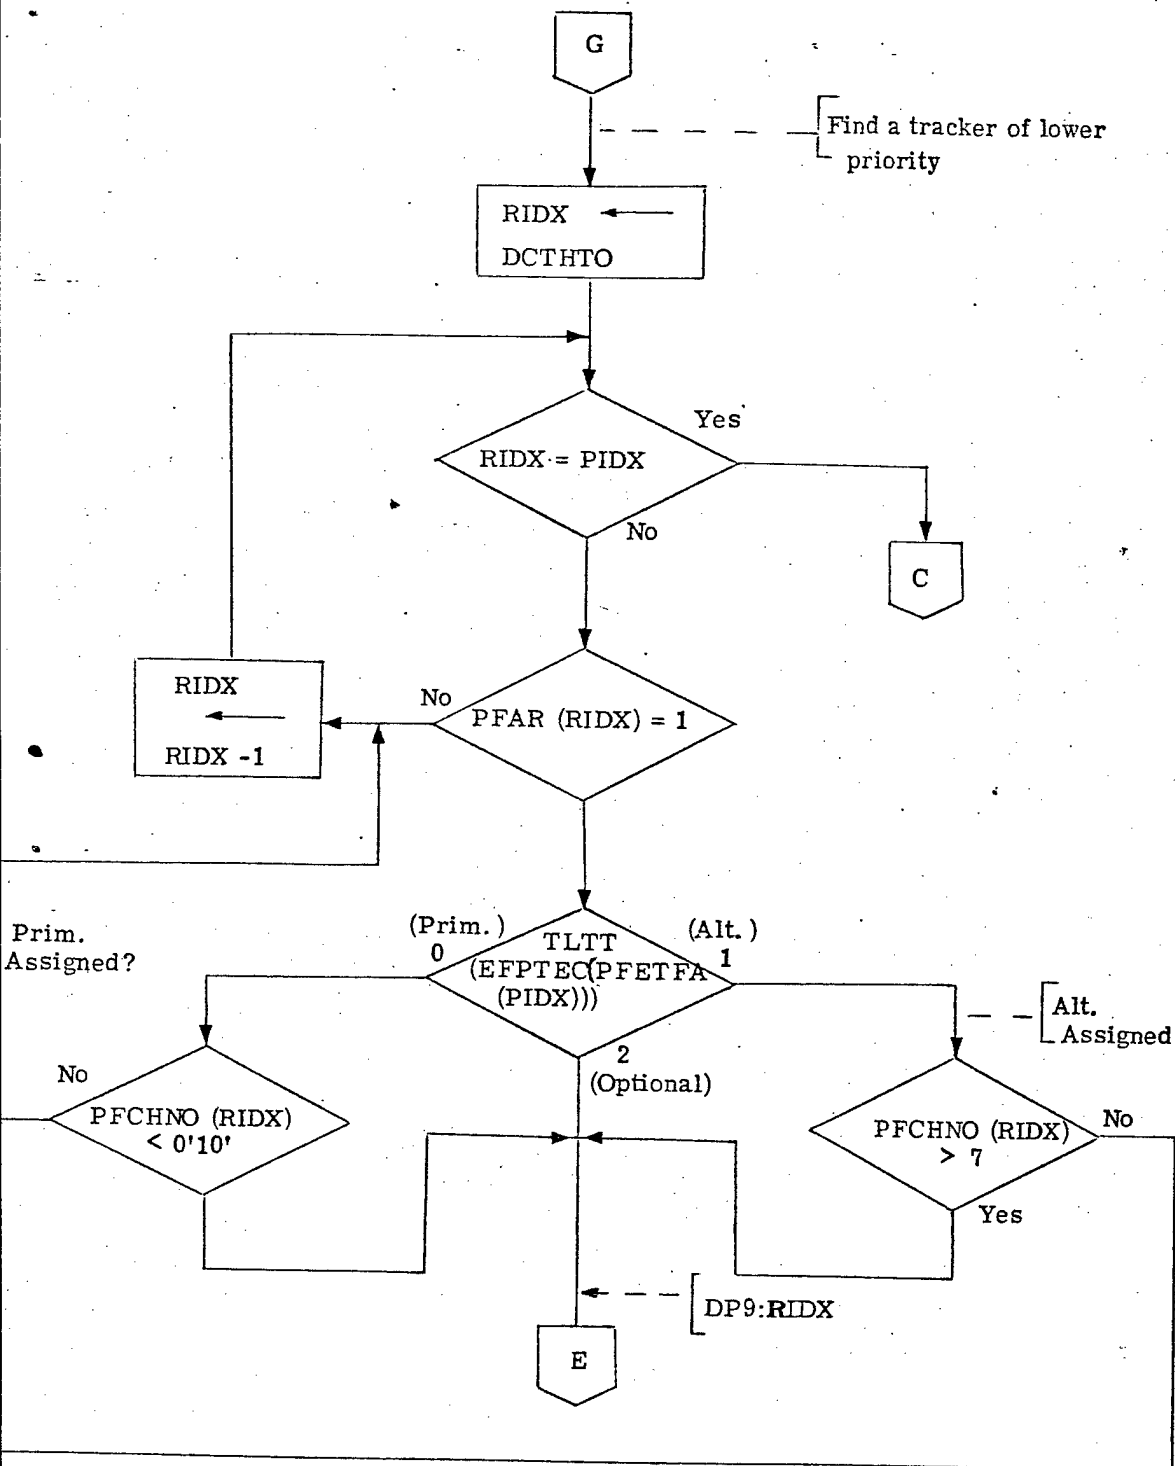 G
Find a tracker of lower
priority
RIDX
DCTHTO
Yes
RIDX = PIDX
No
C
RIDX
RIDX -1
No
PFAR (RIDX) = 1
Prim.
Assigned?
(Prim.)
0
TLTT
(EFPTEC(PFETFA
(PIDX)))
(Alt.)
1
2
(Optional)
Alt.
Assigned
No
PFCHNO (RIDX)
< 0'10'
PFCHNO (RIDX)
> 7
No
Yes
DP9:RIDX
E